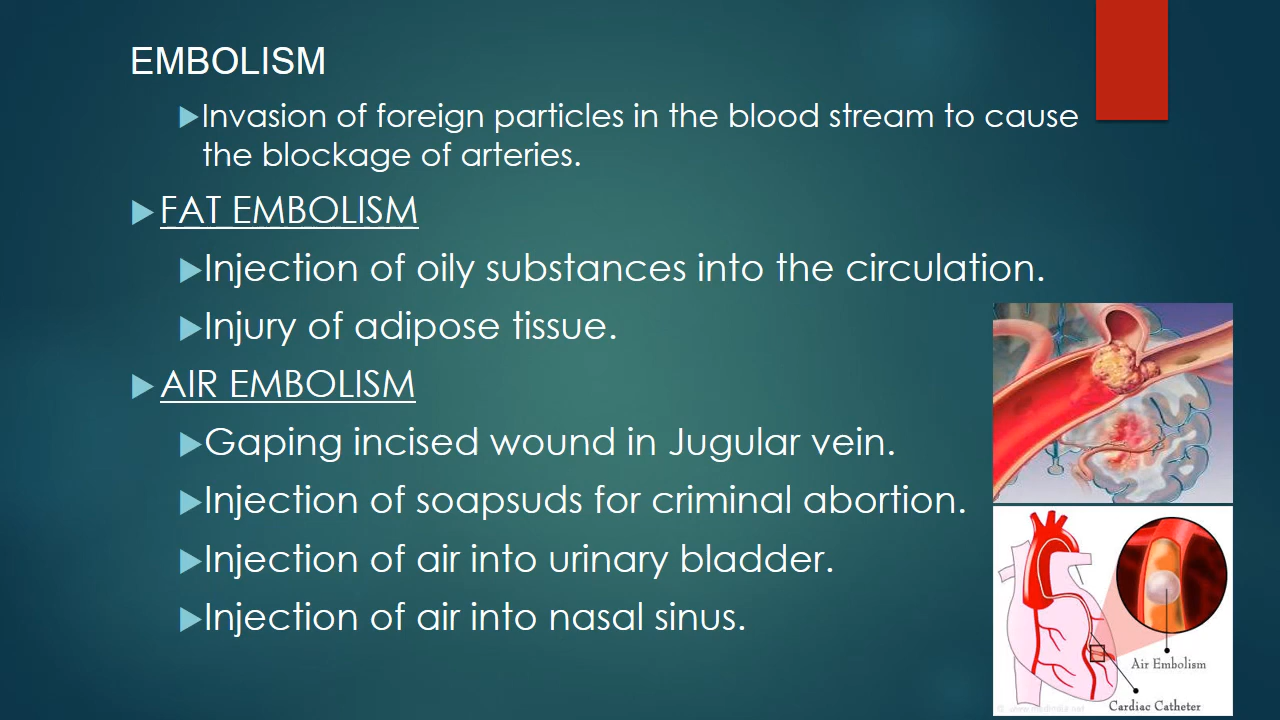 EMBOLISM
Invasion of foreign particles in the blood stream to cause
the blockage of arteries.
FAT EMBOLISM
Injection of oily substances into the circulation.
Injury of adipose tissue.
AIR EMBOLISM
Gaping incised wound in Jugular vein.
Injection of soapsuds for criminal abortion.
Injection of air into urinary bladder.
Injection of air into nasal sinus.
Air Embolism
Cardiac Catheter